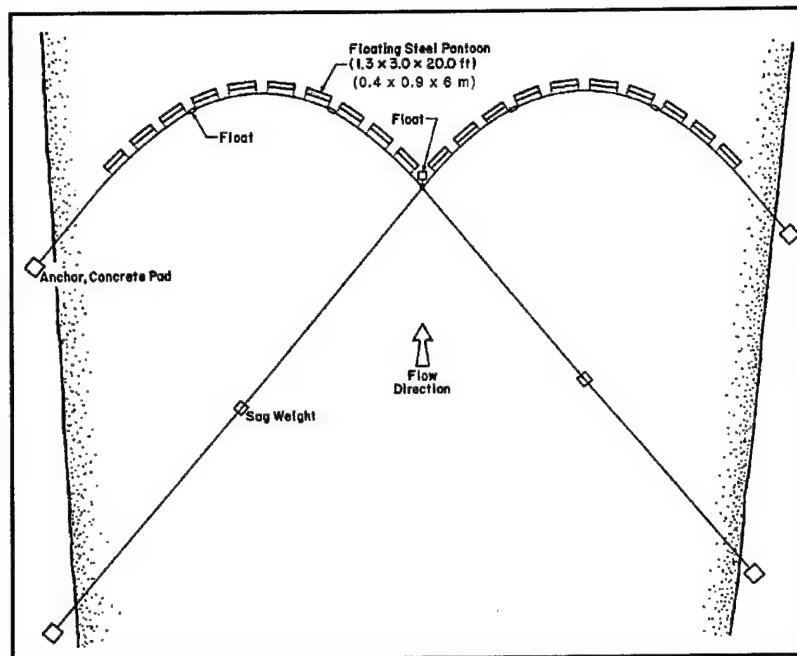 Floating Steel Pontoon
(1.3 x 3.0 x 20.0 ft)
(0.4 x 0.9 x 6 m)
Float
Float
Anchor, Concrete Pad
Flow
Direction
Sag Weight